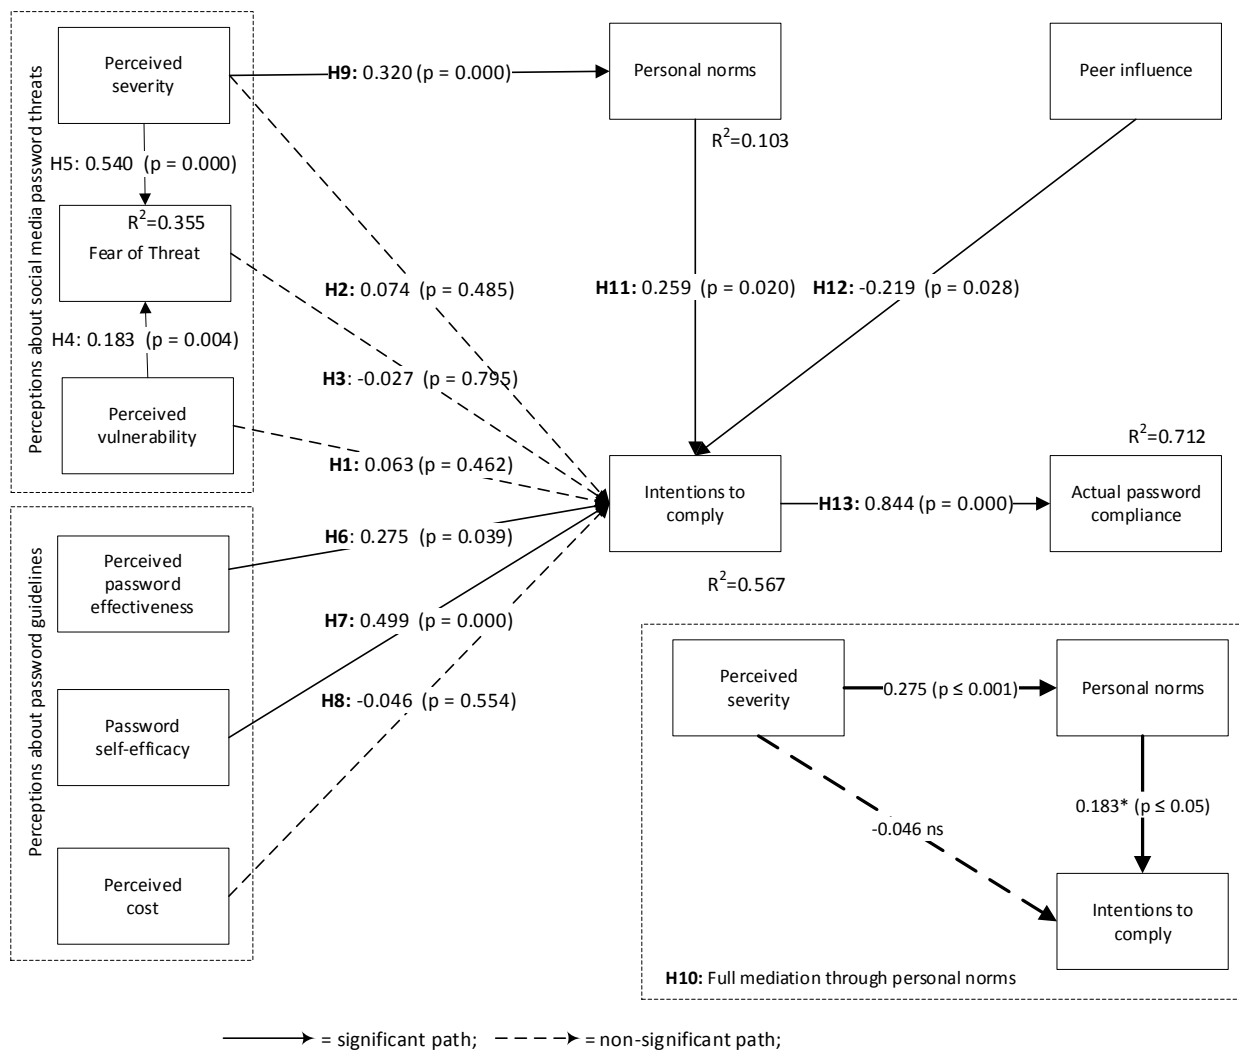 Perceptions about social media password threats
Perceived
severity
H9: 0.320 (p = 0.000)
Personal norms
Peer influence
R²=0.103
H5: 0.540 (p = 0.000)
R²=0.355
Fear of Threat
H2: 0.074 (p = 0.485)
H11: 0.259 (p = 0.020)
H12: -0.219 (p = 0.028)
H4: 0.183 (p = 0.004)
H3: -0.027 (p = 0.795)
Perceived
vulnerability
H1: 0.063 (p = 0.462)
R²=0.712
Intentions to
comply
H13: 0.844 (p = 0.000)
Actual password
compliance
R²=0.567
Perceptions about password guidelines
Perceived
password
effectiveness
H6: 0.275 (p = 0.039)
H7: 0.499 (p = 0.000)
Password
self-efficacy
H8: -0.046 (p = 0.554)
Perceived
cost
Perceived
severity
0.275 (p ≤ 0.001)
Personal norms
0.183* (p ≤ 0.05)
-0.046 ns
Intentions to
comply
H10: Full mediation through personal norms
= significant path;
= non-significant path;